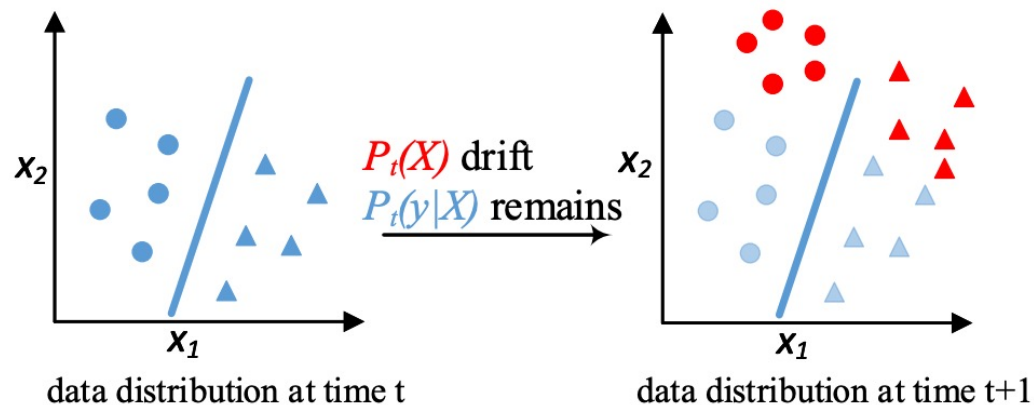 x₂
x₁
data distribution at time t
Pₜ(X) drift
Pₜ(y|X) remains
x₂
x₁
data distribution at time t+1